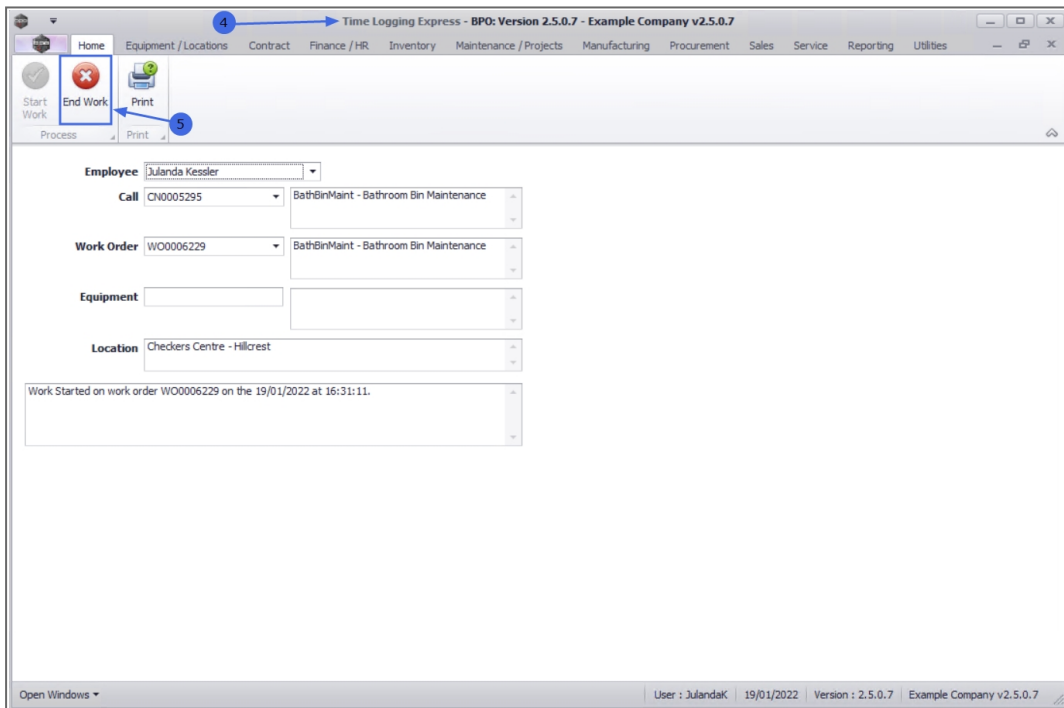 4
Time Logging Express - BPO: Version 2.5.0.7 - Example Company v2.5.0.7
Home Equipment / Locations Contract Finance / HR Inventory Maintenance / Projects Manufacturing Procurement Sales Service Reporting Utilities
Start Work
End Work
Print
5
Process
Print
Employee Julanda Kessler
Call CN0005295 BathBinMaint - Bathroom Bin Maintenance
Work Order WO0006229 BathBinMaint - Bathroom Bin Maintenance
Equipment
Location Checkers Centre - Hillcrest
Work Started on work order WO0006229 on the 19/01/2022 at 16:31:11.
Open Windows User : JulandaK 19/01/2022 Version : 2.5.0.7 Example Company v2.5.0.7